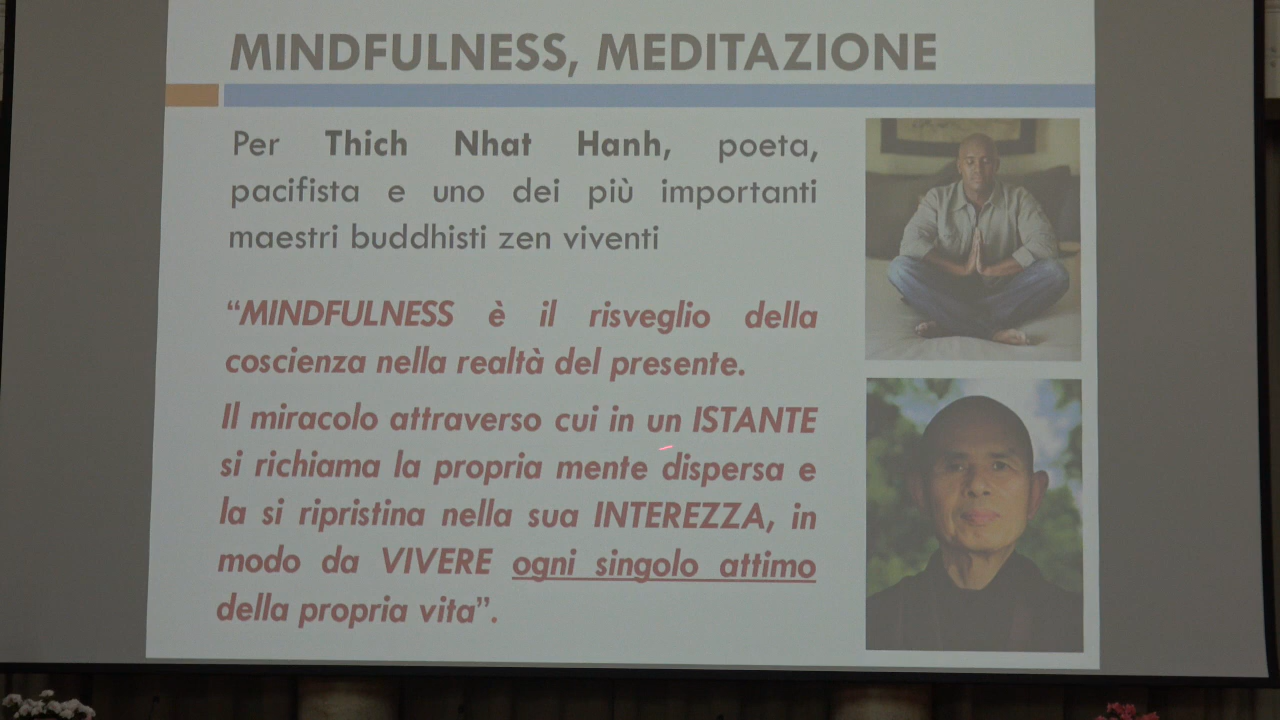 MINDFULNESS, MEDITAZIONE
Per Thich Nhat Hanh, poeta,
pacifista e uno dei più importanti
maestri buddhisti zen viventi
“MINDFULNESS è il risveglio della
coscienza nella realtà del presente.
Il miracolo attraverso cui in un ISTANTE
si richiama la propria mente dispersa e
la si ripristina nella sua INTEREZZA, in
modo da VIVERE ogni singolo attimo
della propria vita”.